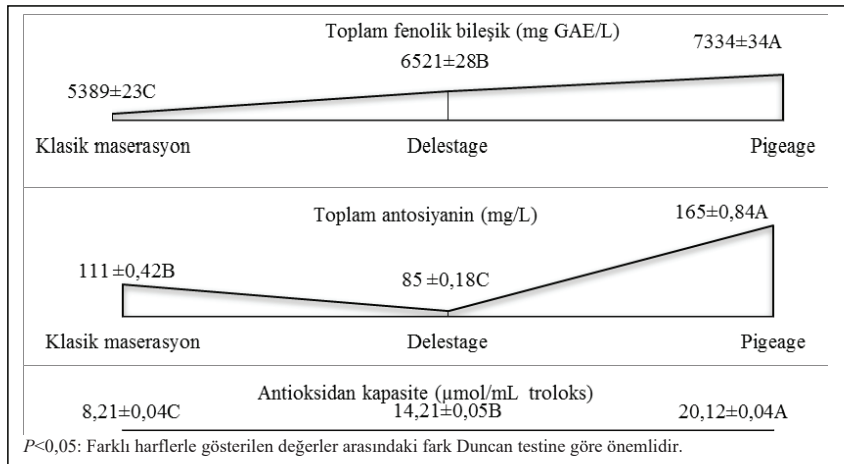 Toplam fenolik bileşik (mg GAE/L)
5389±23C 6521±28B 7334±34A
Klasik maserasyon Delestage Pigeage
Toplam antosiyanin (mg/L)
111±0,42B 85±0,18C 165±0,84A
Klasik maserasyon Delestage Pigeage
Antioksidan kapasite (µmol/mL troloks)
8,21±0,04C 14,21±0,05B 20,12±0,04A
P<0,05: Farklı harflerle gösterilen değerler arasındaki fark Duncan testine göre önemlidir.